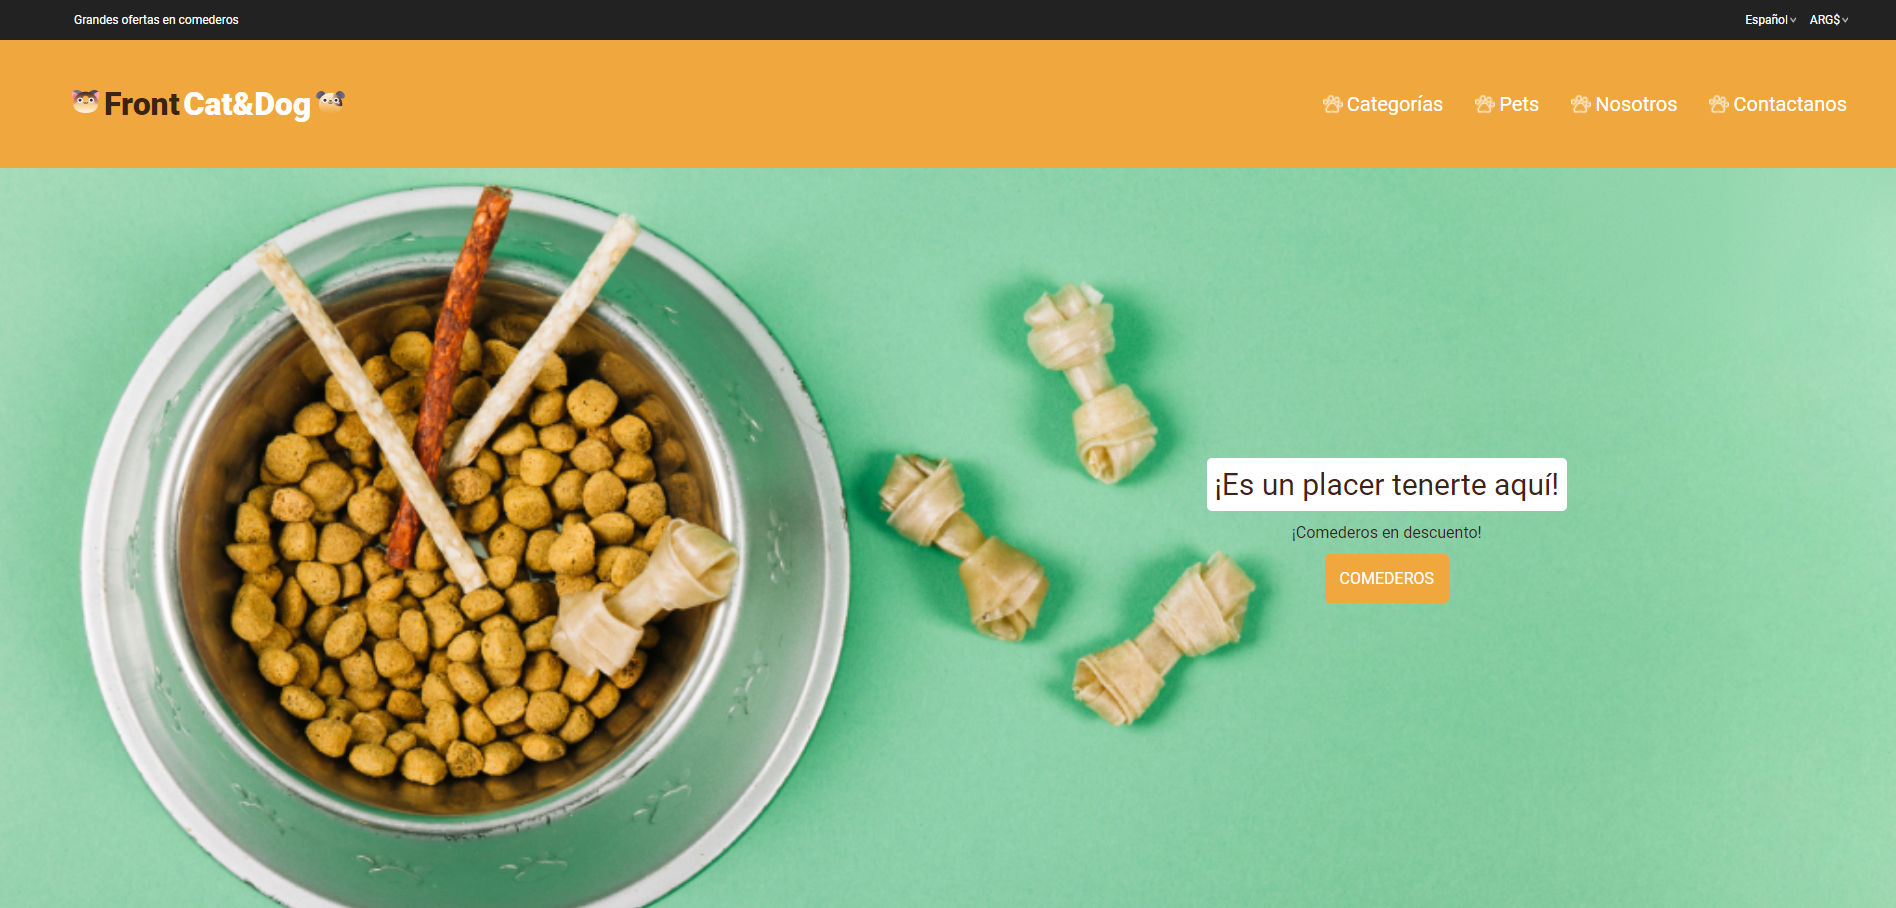 Grandes ofertas en comederos
Español
ARG$
Front Cat&Dog
Categorías
Pets
Nosotros
Contactanos
¡Es un placer tenerte aquí!
¡Comederos en descuento!
COMEDEROS